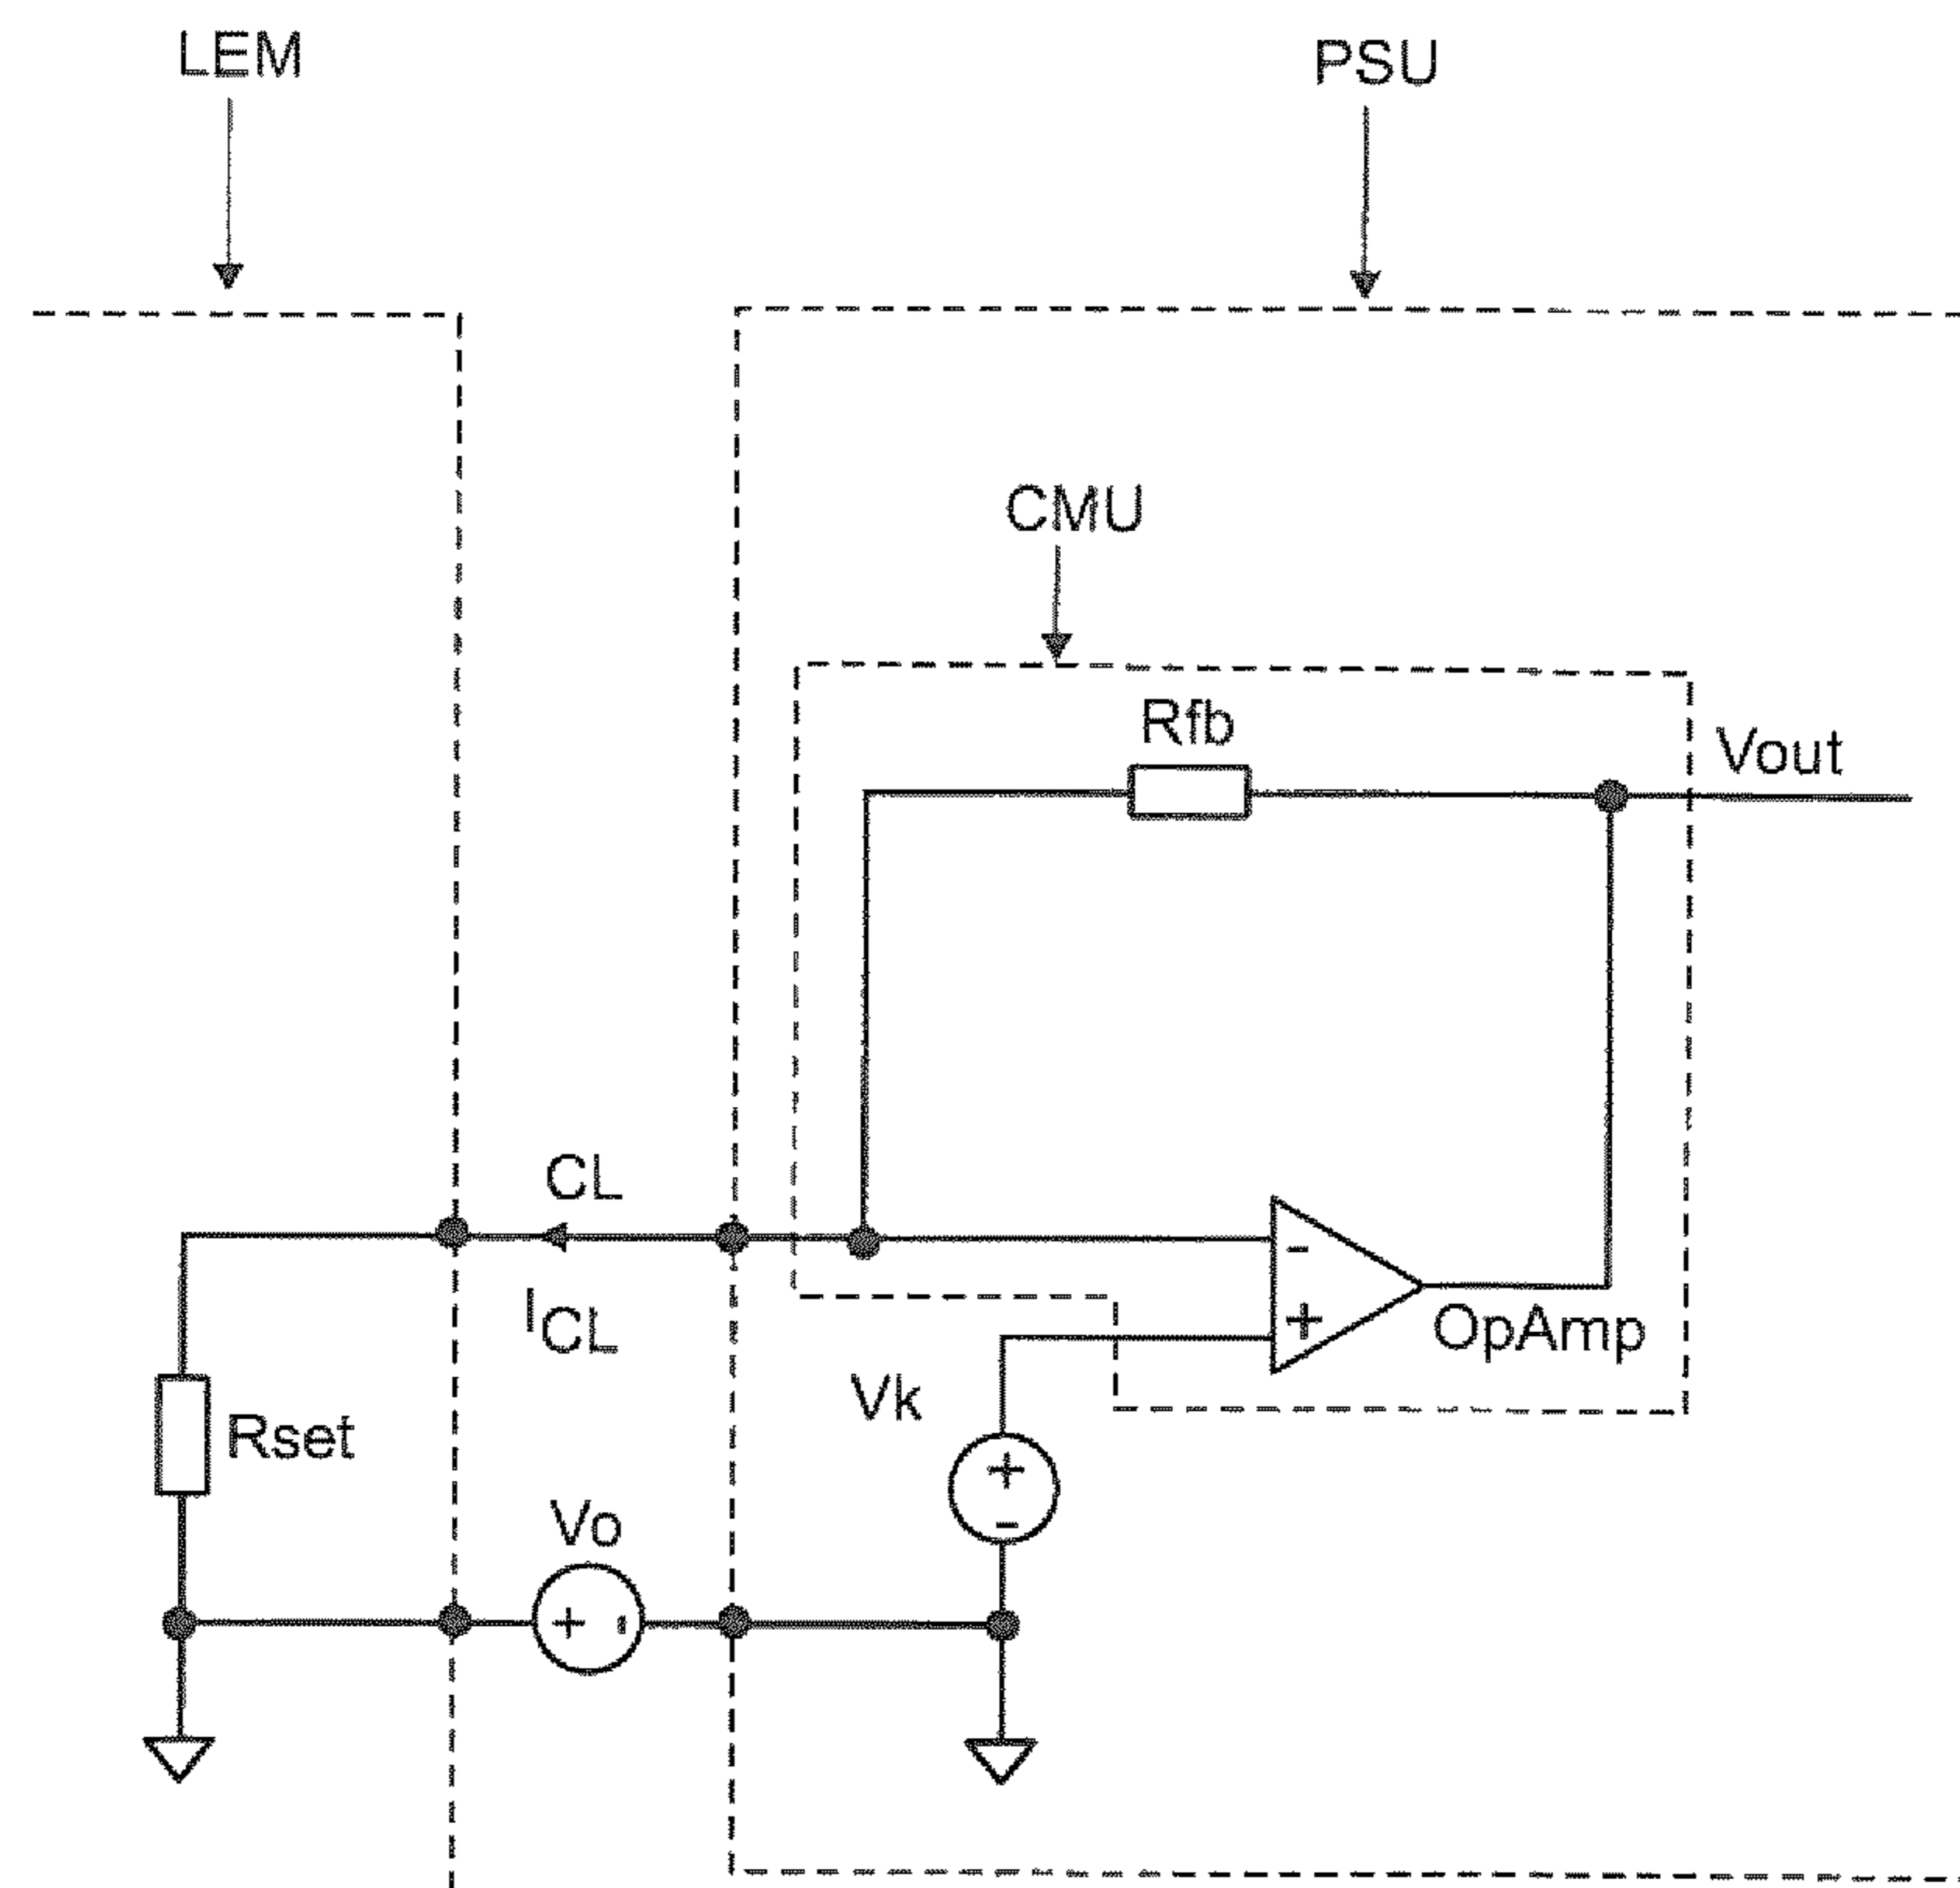 LEM
PSU
CMU
Rfb
Vout
CL
ICL
-
+
OpAmp
Vk
Rset
+
-
Vo
+
-